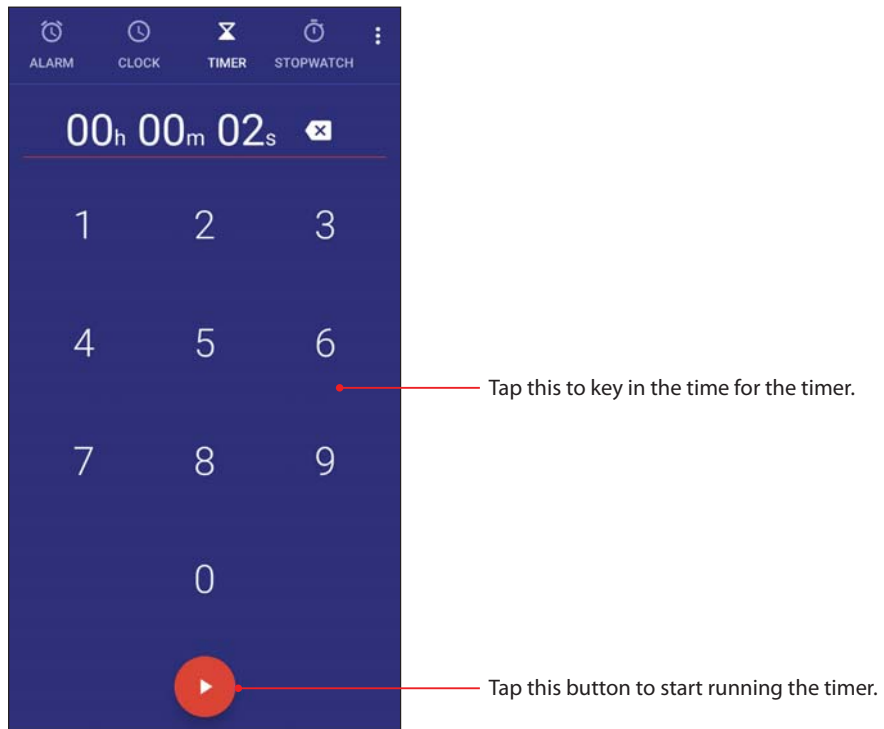 ALARM CLOCK TIMER STOPWATCH
00h 00m 02s
1 2 3
4 5 6
Tap this to key in the time for the timer.
7 8 9
0
Tap this button to start running the timer.